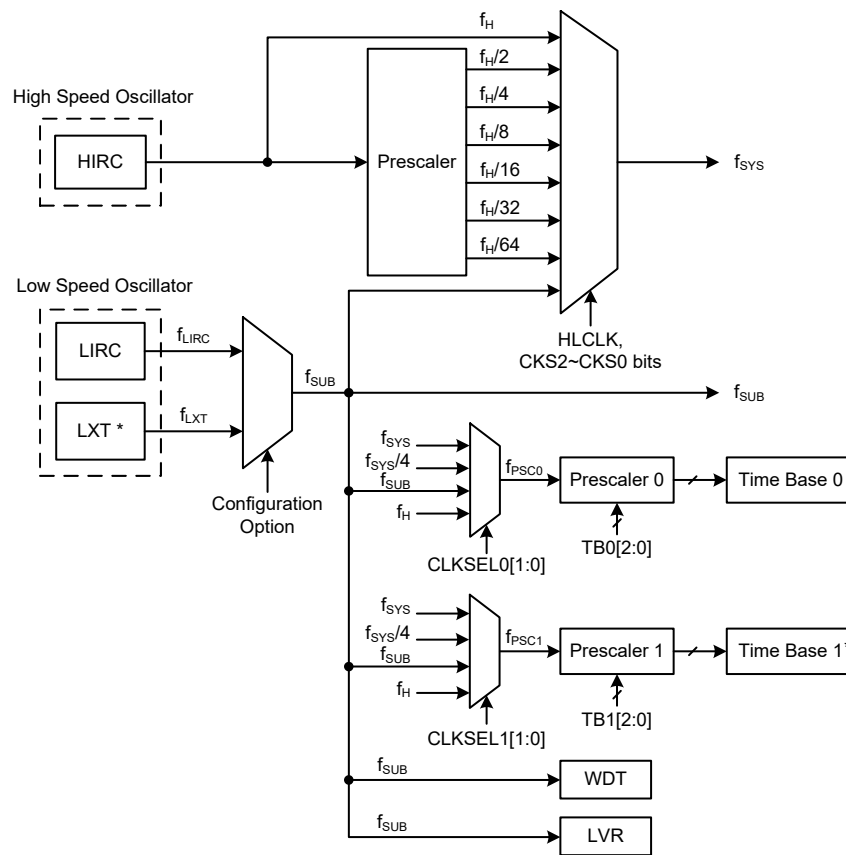 f_H
f_H/2
High Speed Oscillator
f_H/4
f_H/8
HIRC
Prescaler
f_SYS
f_H/16
f_H/32
f_H/64
Low Speed Oscillator
LIRC
f_LIRC
HLCLK,
CKS2~CKS0 bits
f_SUB
f_SUB
LXT *
f_LXT
Configuration
Option
f_SYS
f_SYS/4
f_SUB
f_H
f_PSC0
Prescaler 0
Time Base 0
TB0[2:0]
CLKSEL0[1:0]
f_SYS
f_SYS/4
f_SUB
f_H
f_PSC1
Prescaler 1
Time Base 1*
TB1[2:0]
CLKSEL1[1:0]
f_SUB
WDT
f_SUB
LVR